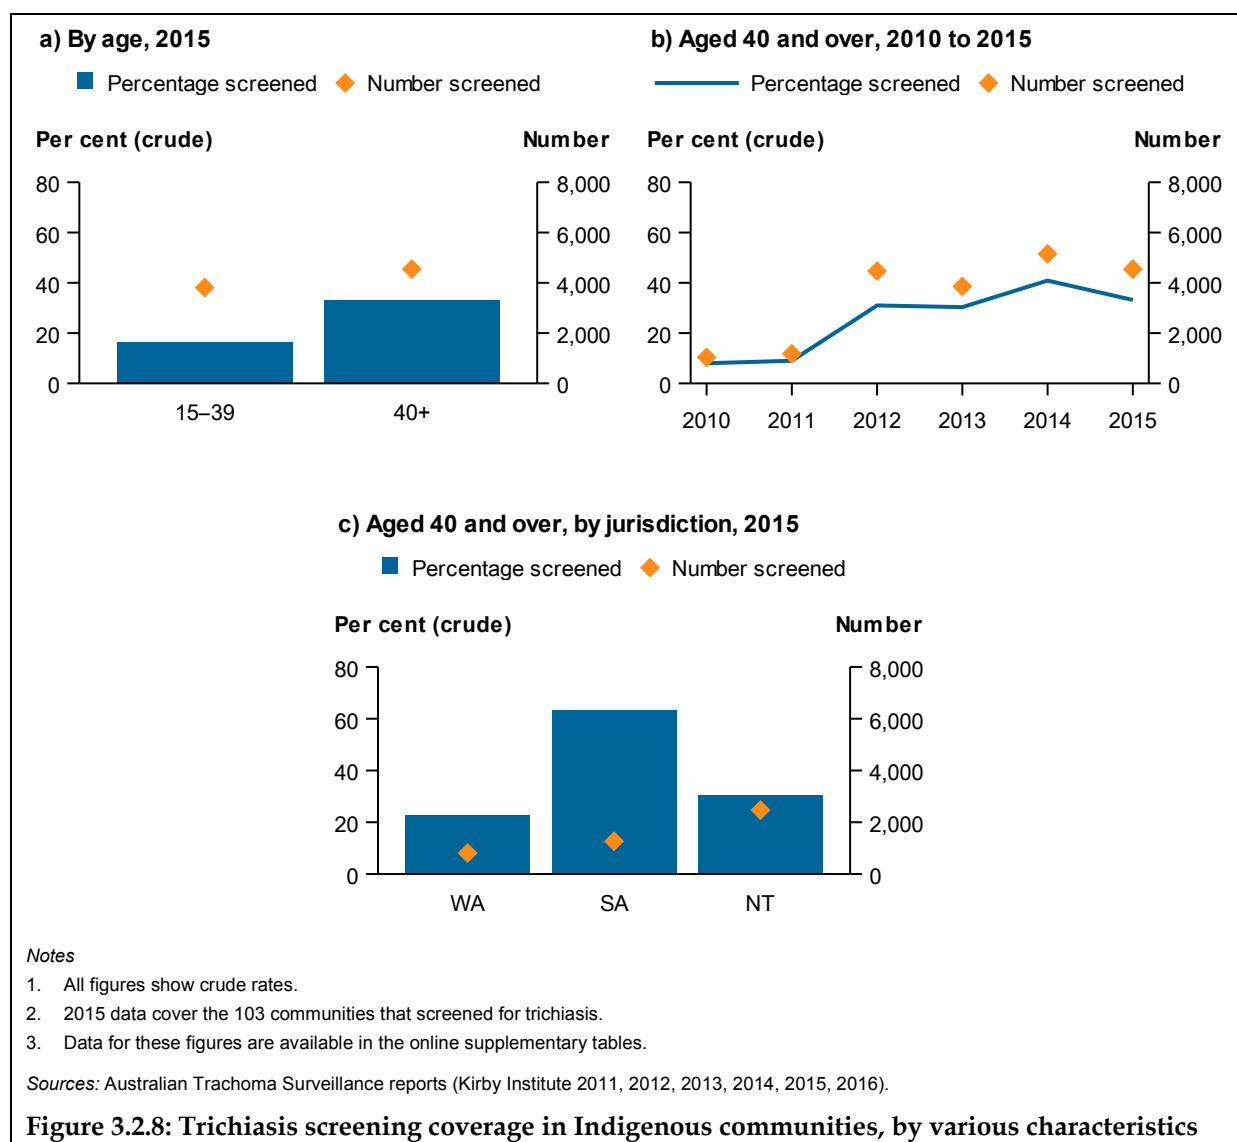 a) By age, 2015
Percentage screened Number screened
Per cent (crude) Number
80 8,000
60 6,000
40 4,000
20 2,000
0 0
15–39 40+
b) Aged 40 and over, 2010 to 2015
Percentage screened Number screened
Per cent (crude) Number
80 8,000
60 6,000
40 4,000
20 2,000
0 0
2010 2011 2012 2013 2014 2015
c) Aged 40 and over, by jurisdiction, 2015
Percentage screened Number screened
Per cent (crude) Number
80 8,000
60 6,000
40 4,000
20 2,000
0 0
WA SA NT
Notes
1. All figures show crude rates.
2. 2015 data cover the 103 communities that screened for trichiasis.
3. Data for these figures are available in the online supplementary tables.
Sources: Australian Trachoma Surveillance reports (Kirby Institute 2011, 2012, 2013, 2014, 2015, 2016).
Figure 3.2.8: Trichiasis screening coverage in Indigenous communities, by various characteristics